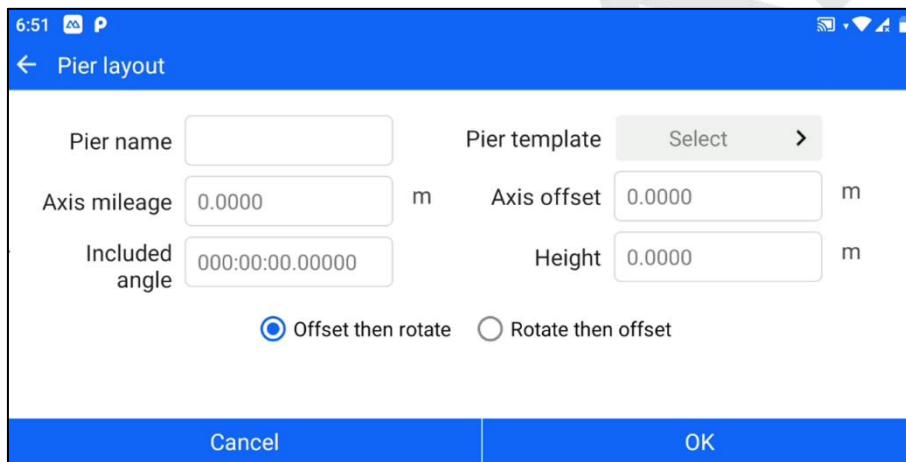 6:51
Pier layout
Pier name
Pier template Select
Axis mileage 0.0000 m
Axis offset 0.0000 m
Included
angle 000:00:00.00000
Height 0.0000 m
Offset then rotate Rotate then offset
Cancel OK